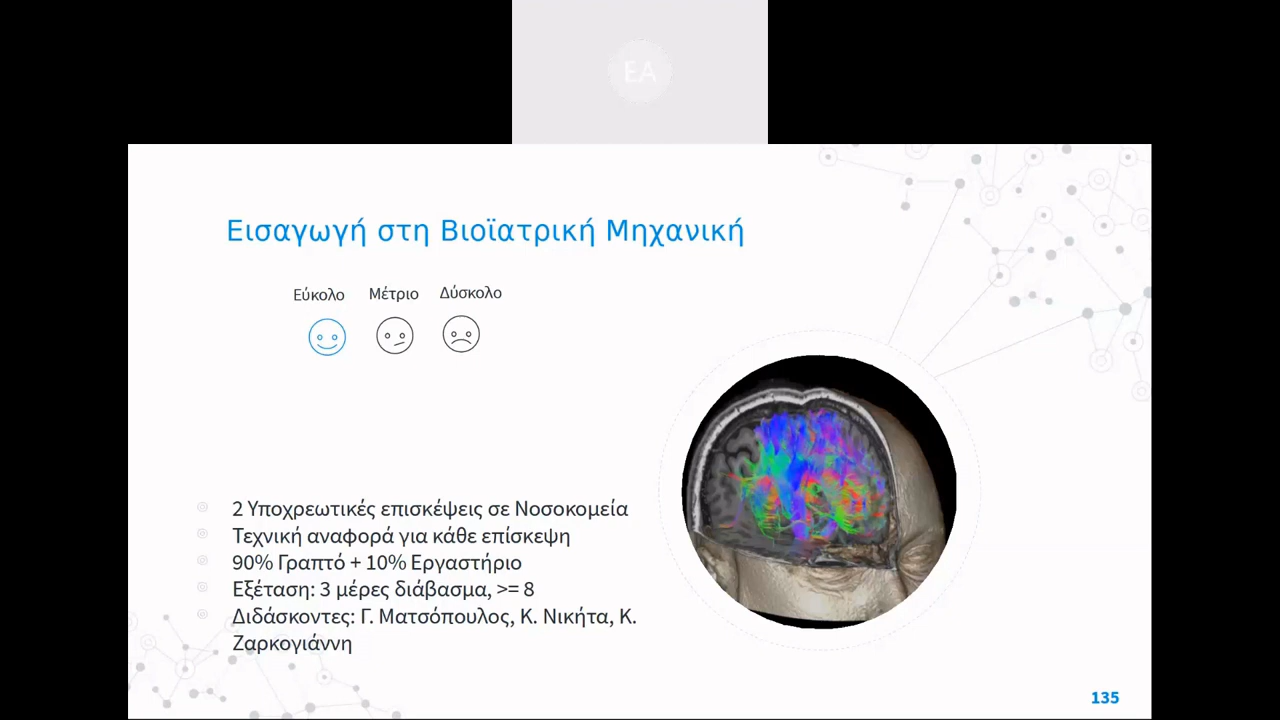 EA
Εισαγωγή στη Βιοϊατρική Μηχανική
Εύκολο Μέτριο Δύσκολο
2 Υποχρεωτικές επισκέψεις σε Νοσοκομεία
Τεχνική αναφορά για κάθε επίσκεψη
90% Γραπτό + 10% Εργαστήριο
Εξέταση: 3 μέρες διάβασμα, >= 8
Διδάσκοντες: Γ. Ματσόπουλος, Κ. Νικήτα, Κ.
Ζαρκογιάννη
135